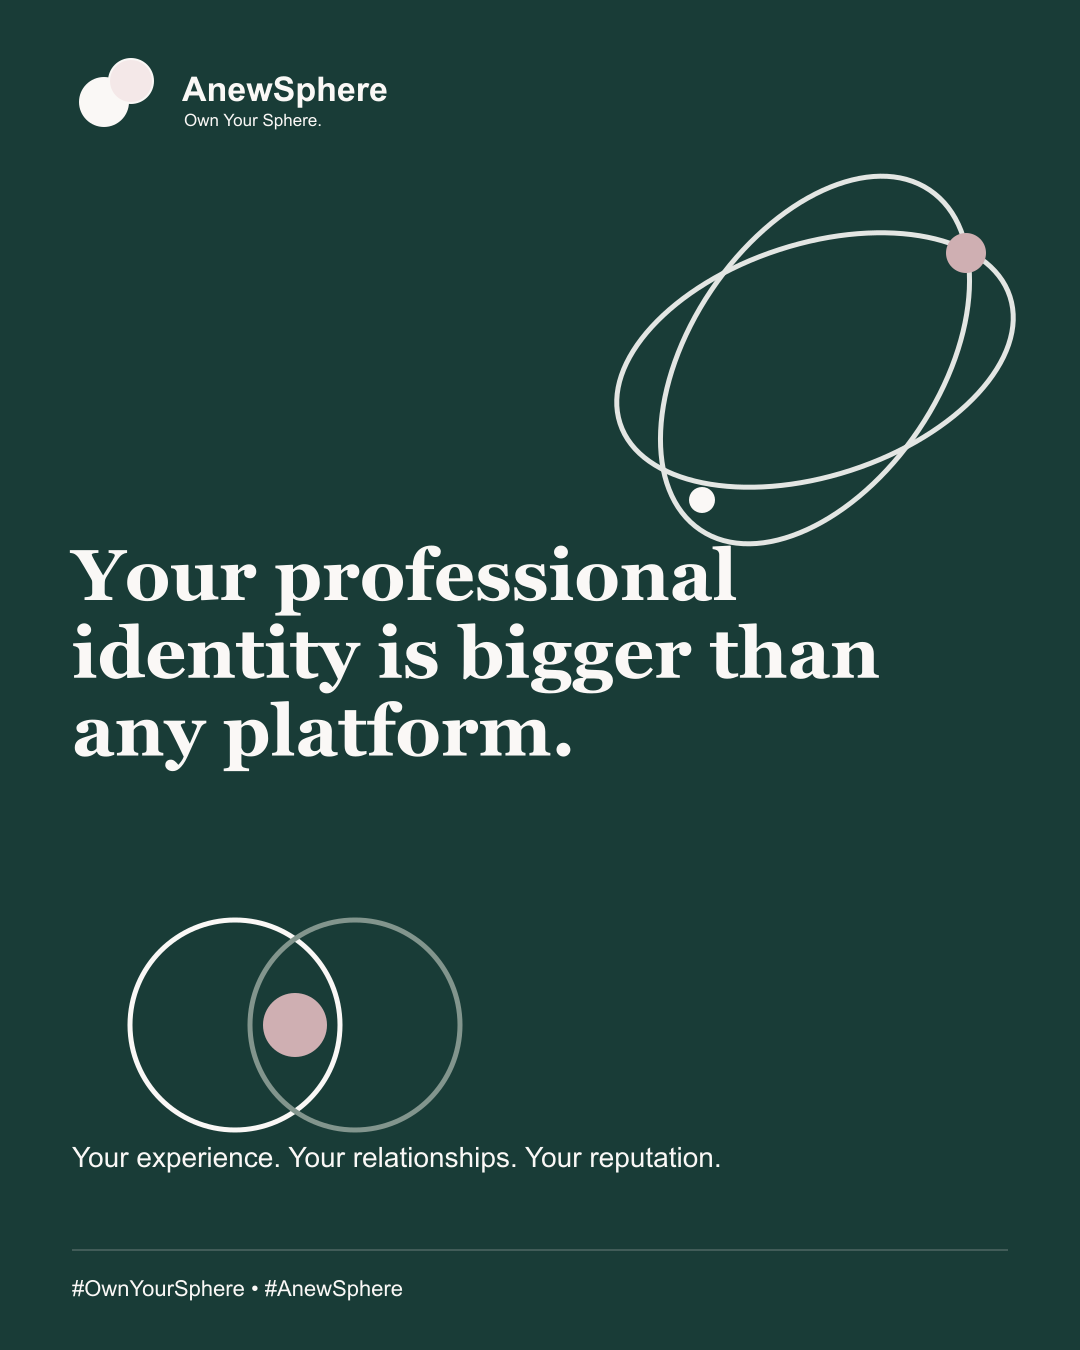 AnewSphere
Own Your Sphere.
Your professional
identity is bigger than
any platform.
Your experience. Your relationships. Your reputation.
#OwnYourSphere • #AnewSphere